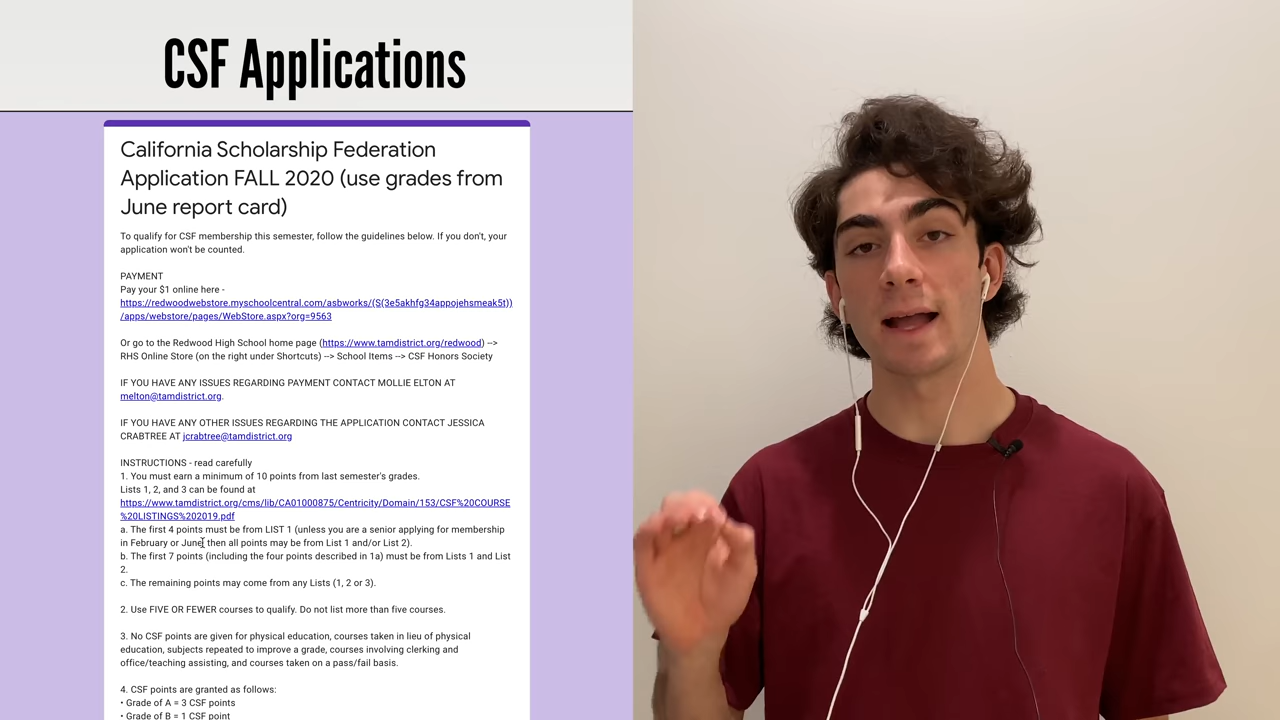 CSF Applications
California Scholarship Federation
Application FALL 2020 (use grades from
June report card)
To qualify for CSF membership this semester, follow the guidelines below. If you don't, your
application won't be counted.
PAYMENT
Pay your $1 online here -
https://redwoodwebstore.myschoolcentral.com/asbworks/(S(3e5akhfg34appojehsmeak5t))
/apps/webstore/pages/WebStore.aspx?org=9563
Or go to the Redwood High School home page (https://www.tamdistrict.org/redwood) -->
RHS Online Store (on the right under Shortcuts) --> School Items --> CSF Honors Society
IF YOU HAVE ANY ISSUES REGARDING PAYMENT CONTACT MOLLIE ELTON AT
melton@tamdistrict.org.
IF YOU HAVE ANY OTHER ISSUES REGARDING THE APPLICATION CONTACT JESSICA
CRABTREE AT jcrabtree@tamdistrict.org
INSTRUCTIONS - read carefully
1. You must earn a minimum of 10 points from last semester's grades.
Lists 1, 2, and 3 can be found at
https://www.tamdistrict.org/cms/lib/CA01000875/Centricity/Domain/153/CSF%20COURSE
%20LISTINGS%202019.pdf
a. The first 4 points must be from LIST 1 (unless you are a senior applying for membership
in February or June, then all points may be from List 1 and/or List 2).
b. The first 7 points (including the four points described in 1a) must be from Lists 1 and List
2.
c. The remaining points may come from any Lists (1, 2 or 3).
2. Use FIVE OR FEWER courses to qualify. Do not list more than five courses.
3. No CSF points are given for physical education, courses taken in lieu of physical
education, subjects repeated to improve a grade, courses involving clerking and
office/teaching assisting, and courses taken on a pass/fail basis.
4. CSF points are granted as follows:
• Grade of A = 3 CSF points
• Grade of B = 1 CSF point